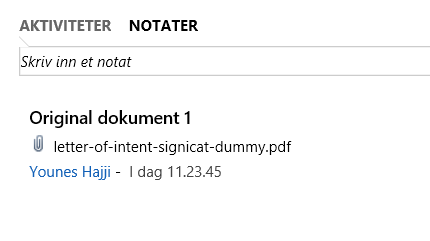 AKTIVITETER NOTATER
Skriv inn et notat
Original dokument 1
letter-of-intent-signicat-dummy.pdf
Younes Hajji - I dag 11.23.45